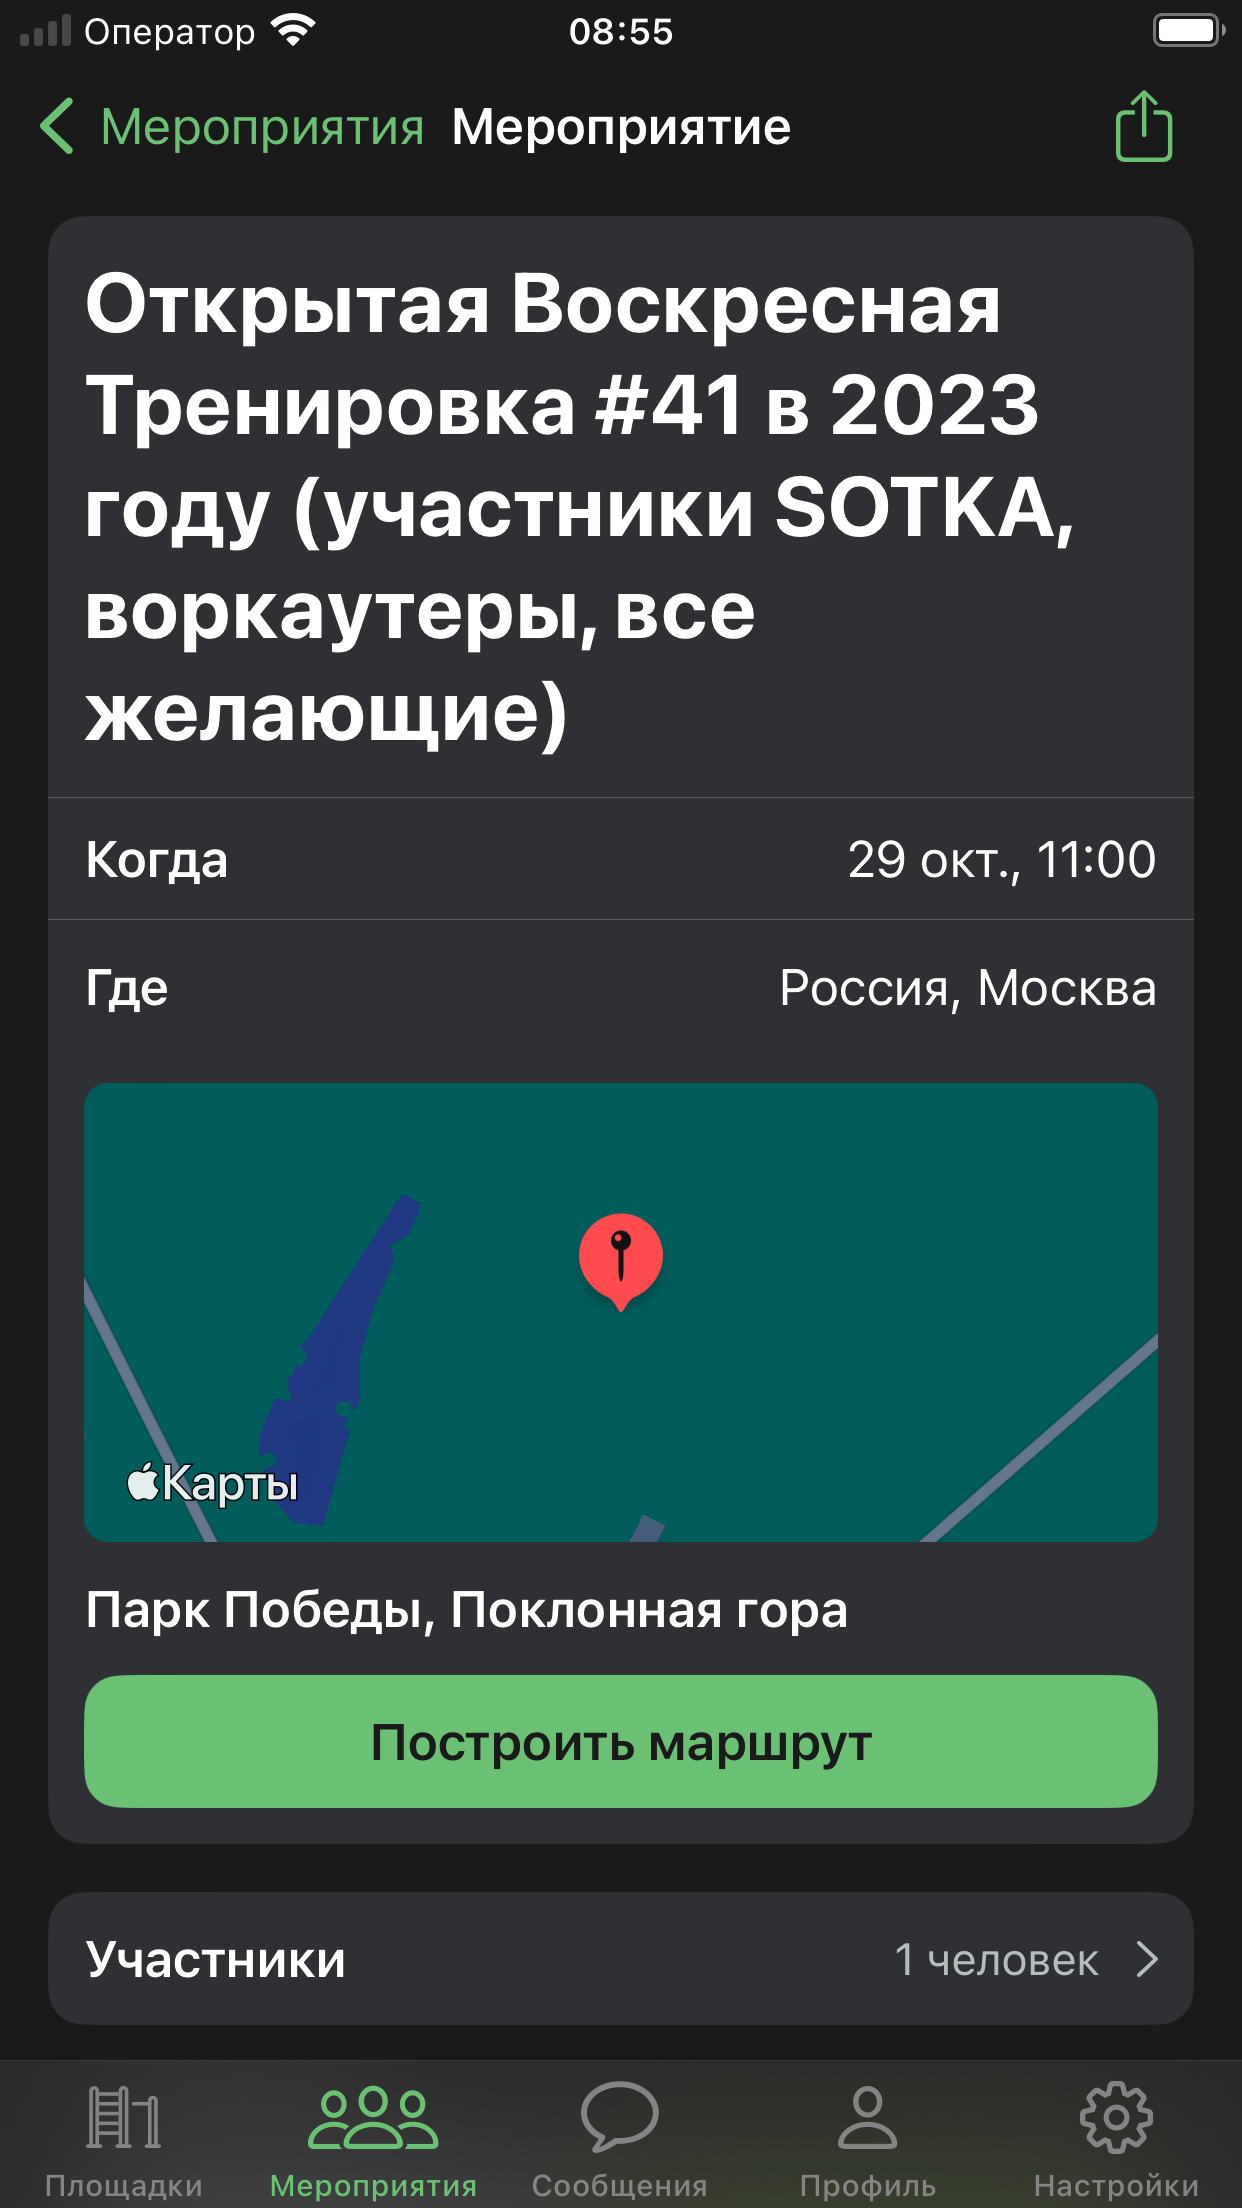 Оператор 08:55
Мероприятия Мероприятие
Открытая Воскресная
Тренировка #41 в 2023
году (участники SOTKA,
воркаутеры, все
желающие)
Когда 29 окт., 11:00
Где Россия, Москва
Карты
Парк Победы, Поклонная гора
Построить маршрут
Участники 1 человек
Площадки Мероприятия Сообщения Профиль Настройки